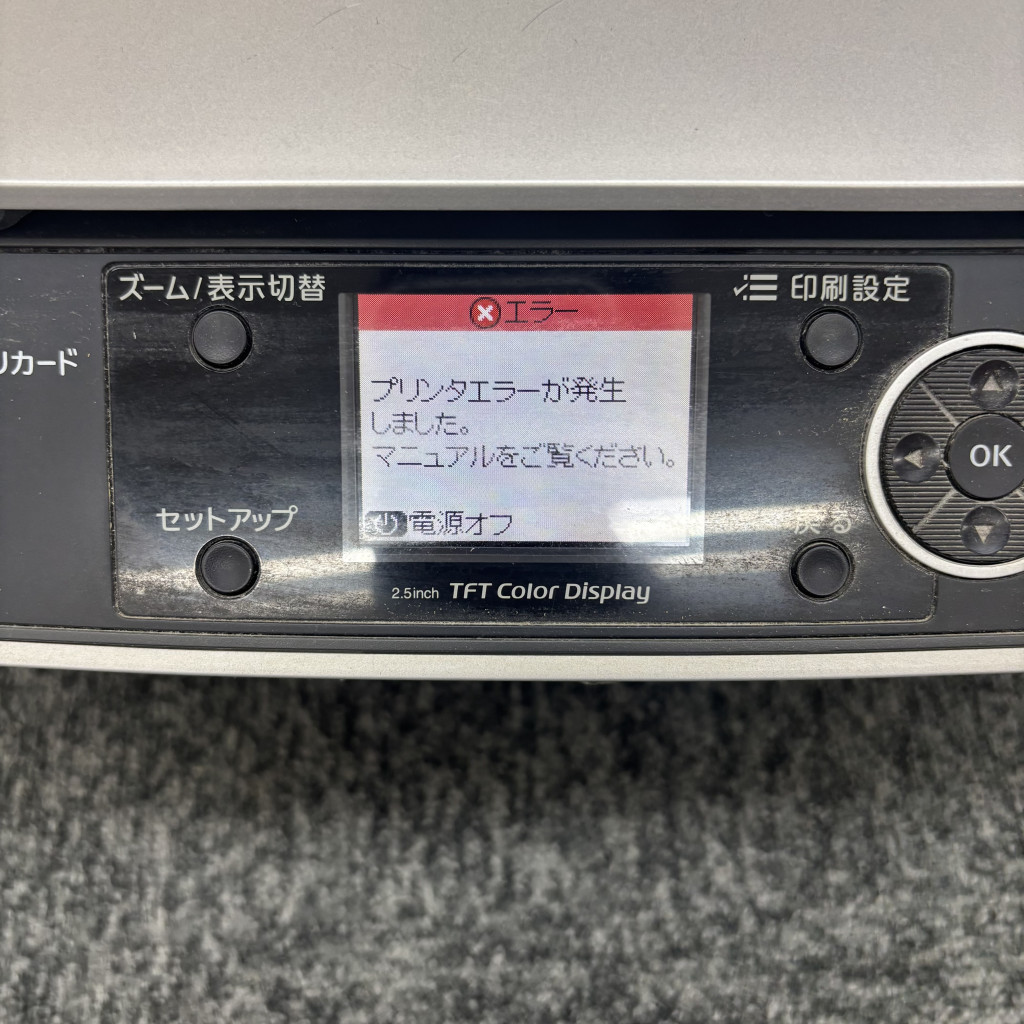 ズーム/表示切替
印刷設定
リカード
エラー
プリンタエラーが発生
しました。
マニュアルをご覧ください。
OK
セットアップ
電源オフ
戻る
2.5inch TFT Color Display